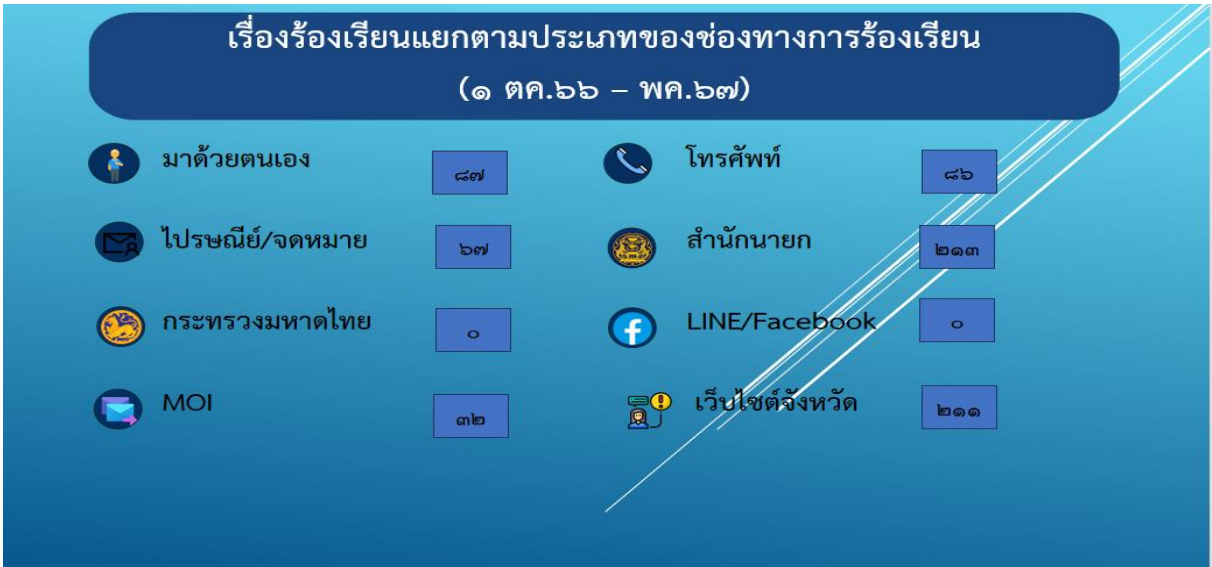 เรื่องร้องเรียนแยกตามประเภทของช่องทางการร้องเรียน
(๑ ตค.๖๖ – พค.๖๗)
มาด้วยตนเอง ๘๗ โทรศัพท์ ๘๖
ไปรษณีย์/จดหมาย ๖๗ สำนักนายก ๒๑๓
กระทรวงมหาดไทย ๐ LINE/Facebook ๐
MOI ๓๒ เว็บไซต์จังหวัด ๒๑๑